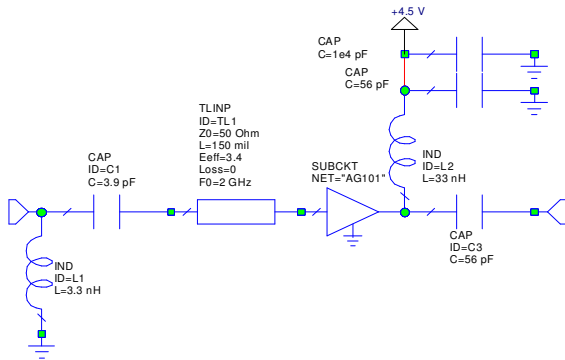 +4.5 V
CAP
C=1e4 pF
CAP
C=56 pF
TLINP
ID=TL1
Z0=50 Ohm
L=150 mil
Eeff=3.4
Loss=0
F0=2 GHz
CAP
ID=C1
C=3.9 pF
SUBCKT
NET="AG101"
IND
ID=L2
L=33 nH
CAP
ID=C3
C=56 pF
IND
ID=L1
L=3.3 nH